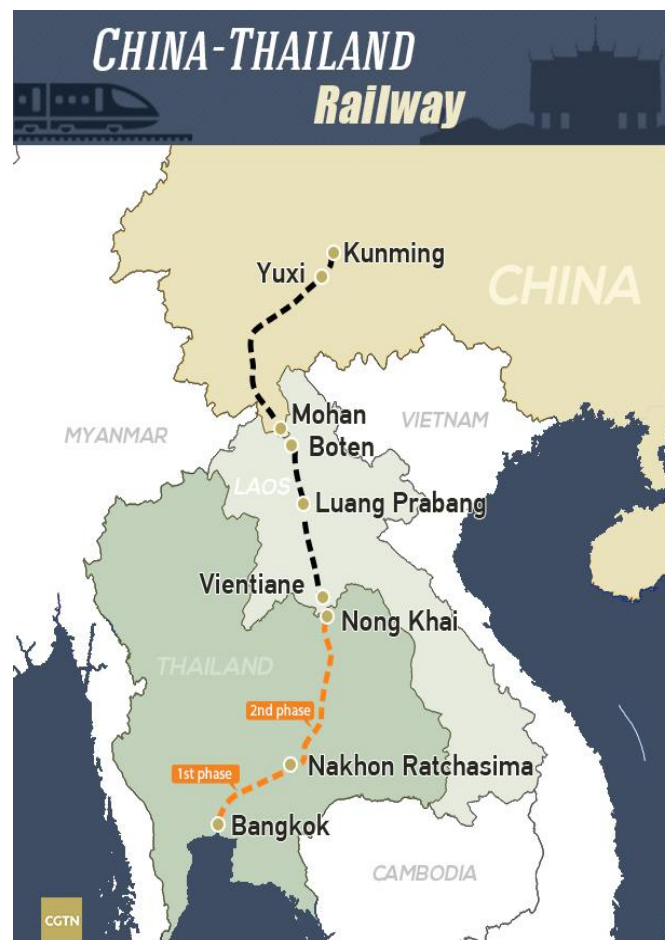 CHINA-THAILAND
Railway
Kunming
Yuxi
CHINA
Mohan
VIETNAM
MYANMAR
Boten
LAOS
Luang Prabang
Vientiane
Nong Khai
THAILAND
2nd phase
Nakhon Ratchasima
1st phase
Bangkok
CAMBODIA
CGTN